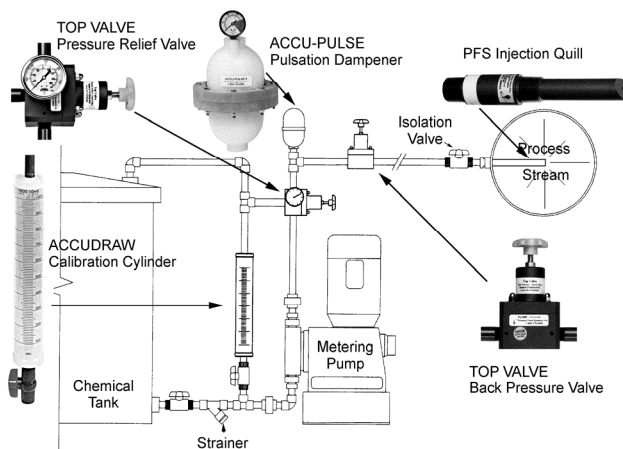 TOP VALVE
Pressure Relief Valve
ACCU-PULSE
Pulsation Dampener
PFS Injection Quill
Isolation
Valve
Process
Stream
ACCUDRAW
Calibration Cylinder
Chemical
Tank
Strainer
Metering
Pump
TOP VALVE
Back Pressure Valve